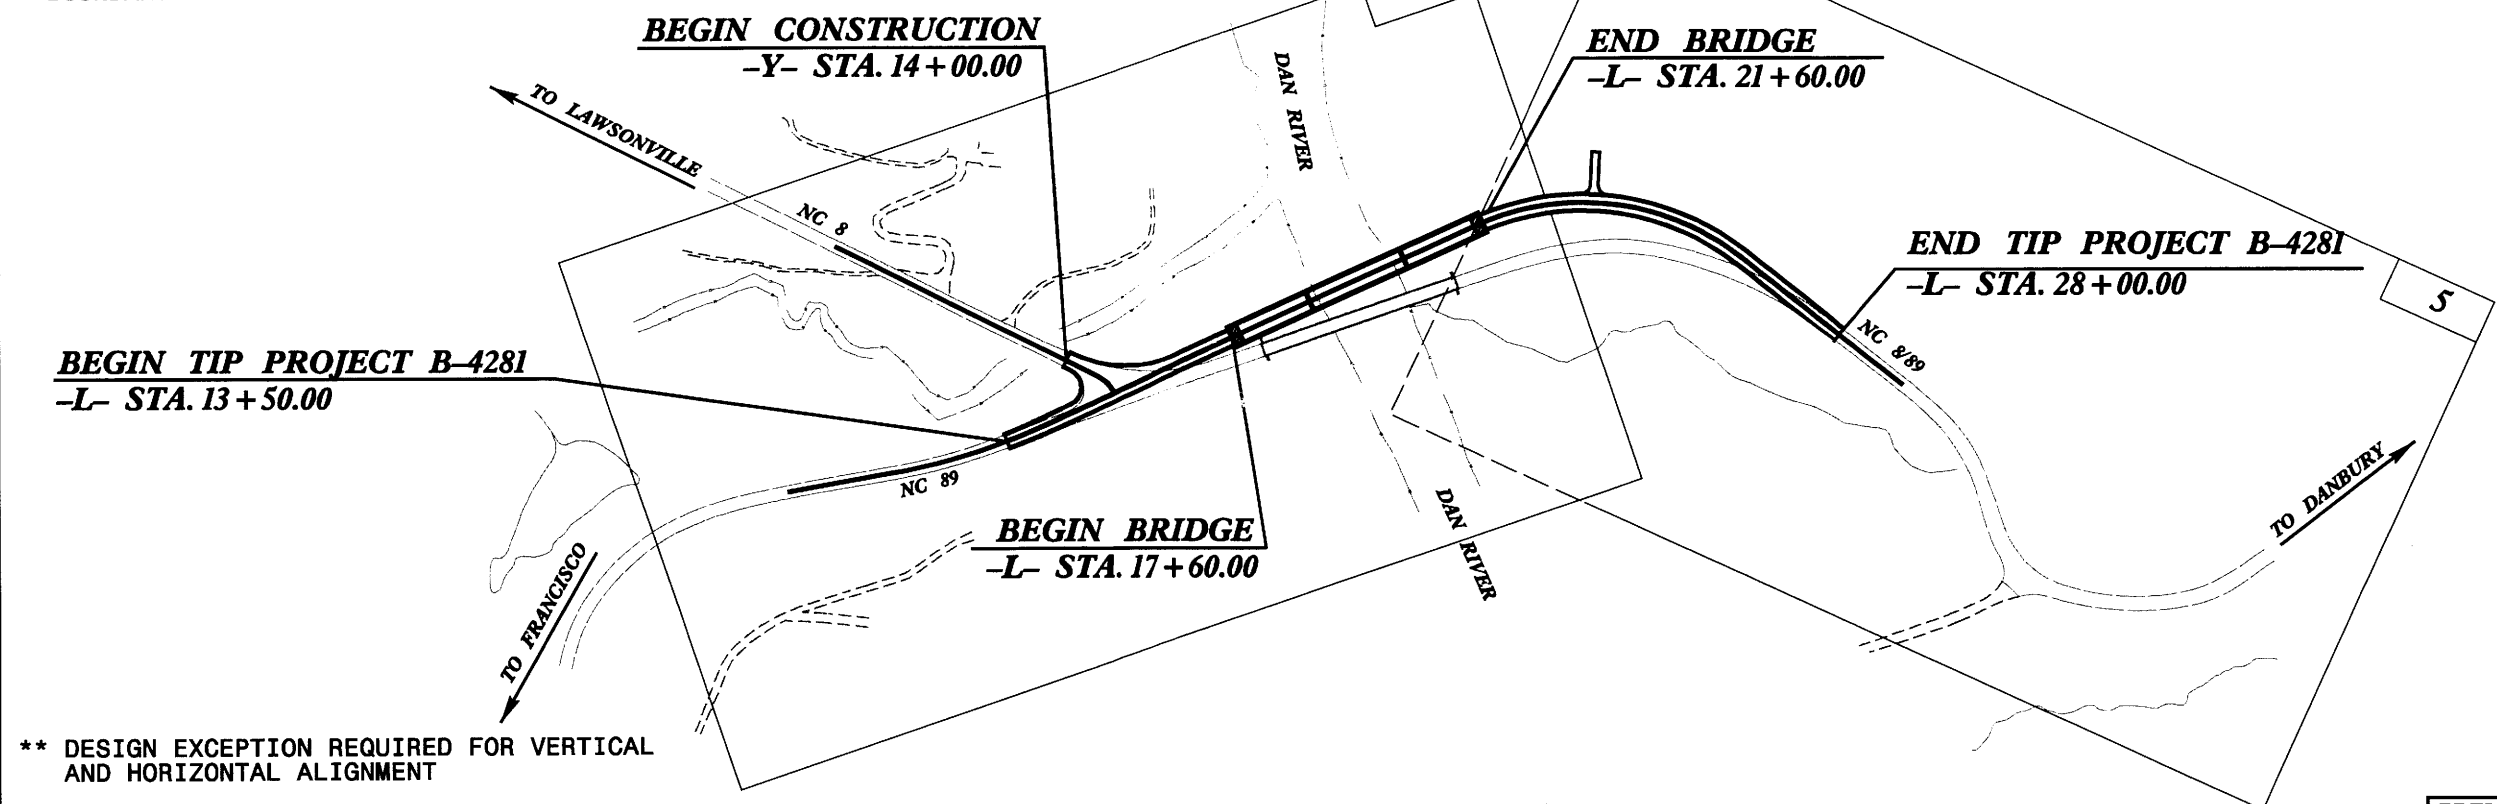 BEGIN CONSTRUCTION
-Y- STA. 14+00.00
END BRIDGE
-L- STA. 21+60.00
TO LAWSONVILLE
DAN RIVER
NC 8
END TIP PROJECT B-4281
-L- STA. 28+00.00
5
BEGIN TIP PROJECT B-4281
-L- STA. 13+50.00
NC 8/89
NC 89
TO DANBURY
BEGIN BRIDGE
-L- STA. 17+60.00
DAN RIVER
TO FRANCISCO
** DESIGN EXCEPTION REQUIRED FOR VERTICAL
AND HORIZONTAL ALIGNMENT